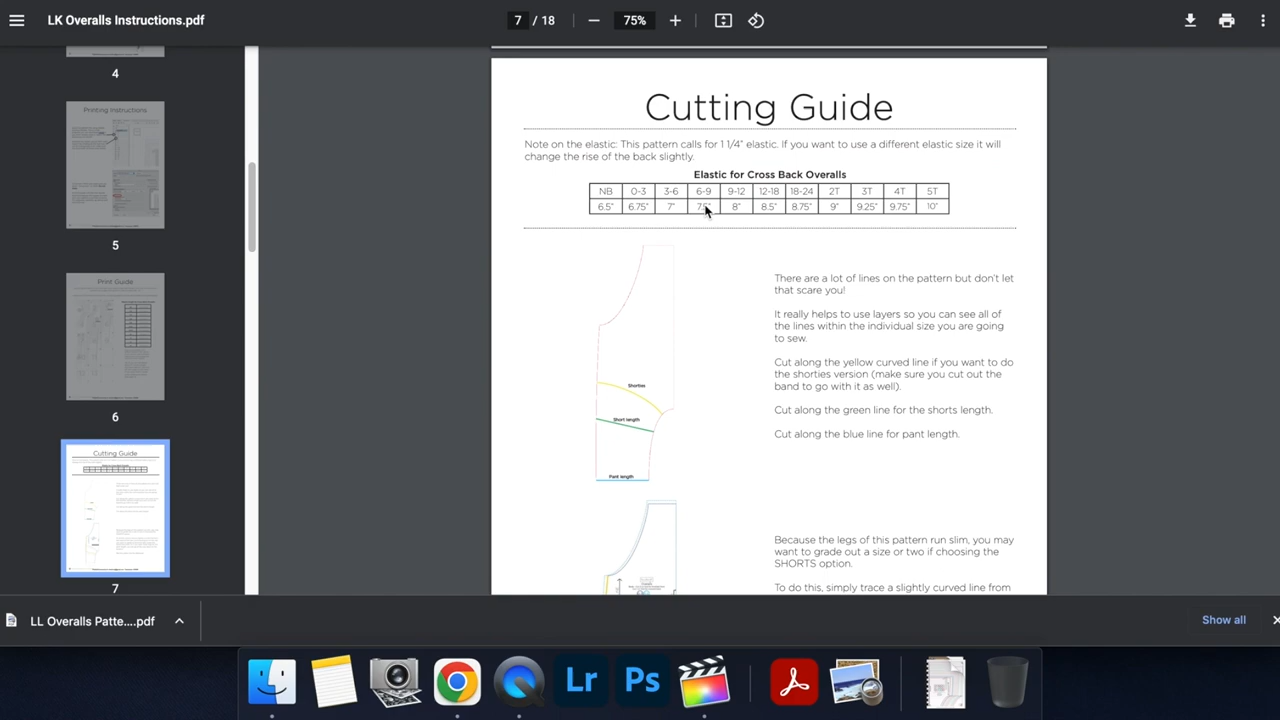 LK Overalls Instructions.pdf
7 / 18
75%
4
Printing Instructions
5
Print Guide
6
Cutting Guide
7
Cutting Guide
Note on the elastic: This pattern calls for 1 1/4" elastic. If you want to use a different elastic size it will
change the rise of the back slightly.
Elastic for Cross Back Overalls
NB 0-3 3-6 6-9 9-12 12-18 18-24 2T 3T 4T 5T
6.5" 6.75" 7" 8" 8.5" 8.75" 9" 9.25" 9.75" 10"
There are a lot of lines on the pattern but don't let
that scare you!
It really helps to use layers so you can see all of
the lines within the individual size you are going
to sew.
Cut along the yellow curved line if you want to do
the shorties version (make sure you cut out the
band to go with it as well).
Cut along the green line for the shorts length.
Cut along the blue line for pant length.
Shorties
Short length
Pant length
Because the legs of this pattern run slim, you may
want to grade out a size or two if choosing the
SHORTS option.
To do this, simply trace a slightly curved line from
LL Overalls Patte....pdf
Show all
Lr
Ps